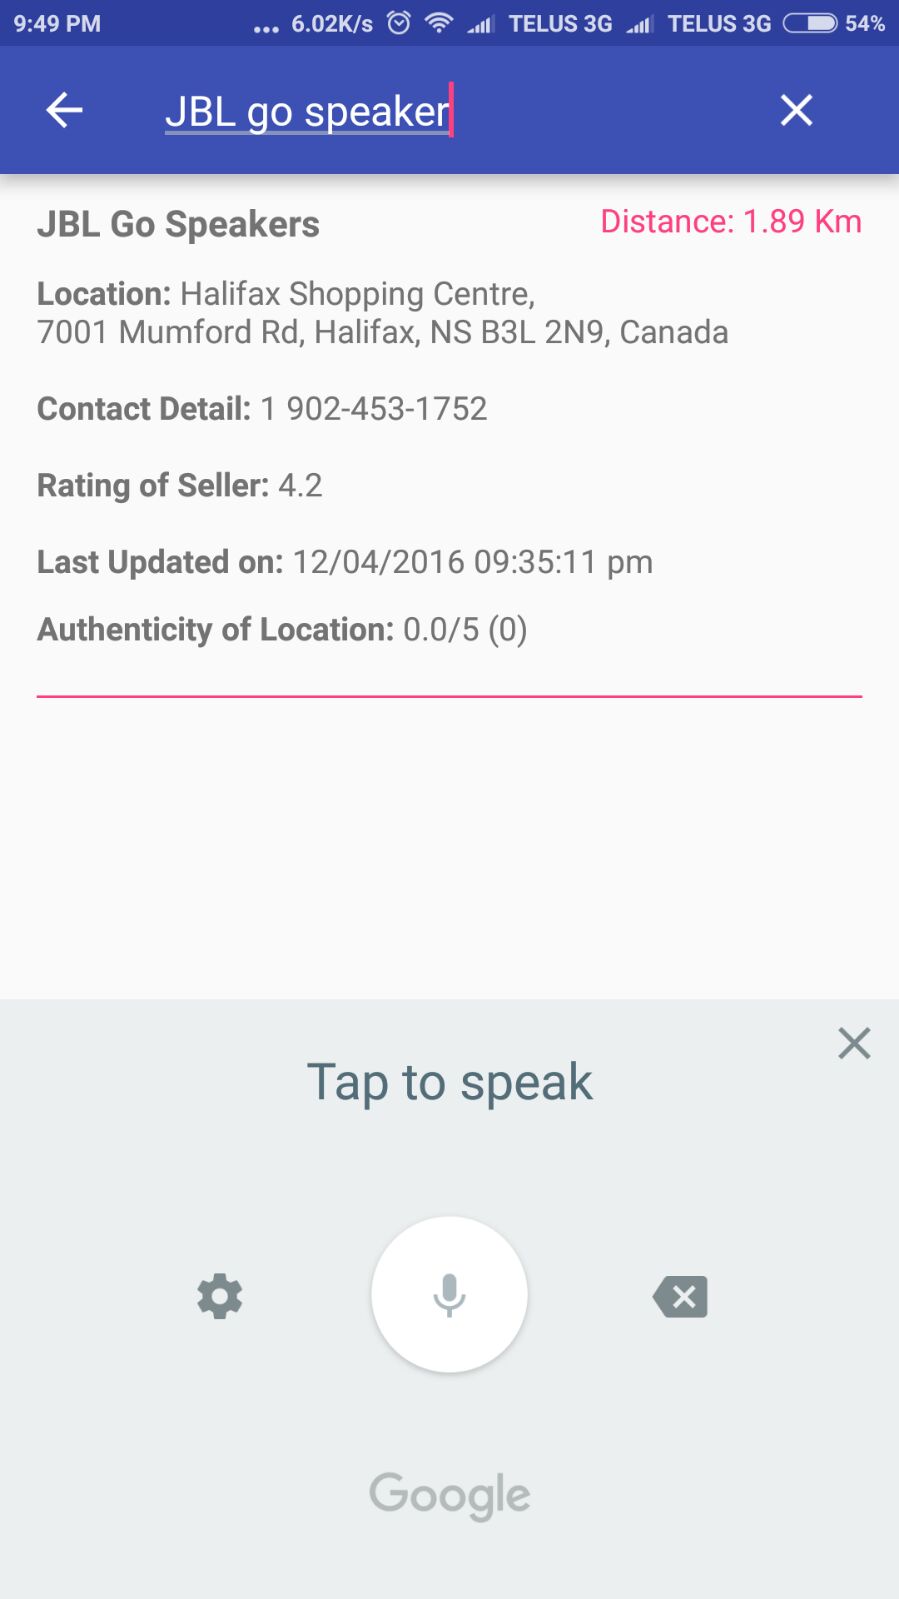 9:49 PM ... 6.02K/s TELUS 3G TELUS 3G 54%
JBL go speaker
JBL Go Speakers Distance: 1.89 Km
Location: Halifax Shopping Centre,
7001 Mumford Rd, Halifax, NS B3L 2N9, Canada
Contact Detail: 1 902-453-1752
Rating of Seller: 4.2
Last Updated on: 12/04/2016 09:35:11 pm
Authenticity of Location: 0.0/5 (0)
Tap to speak
Google